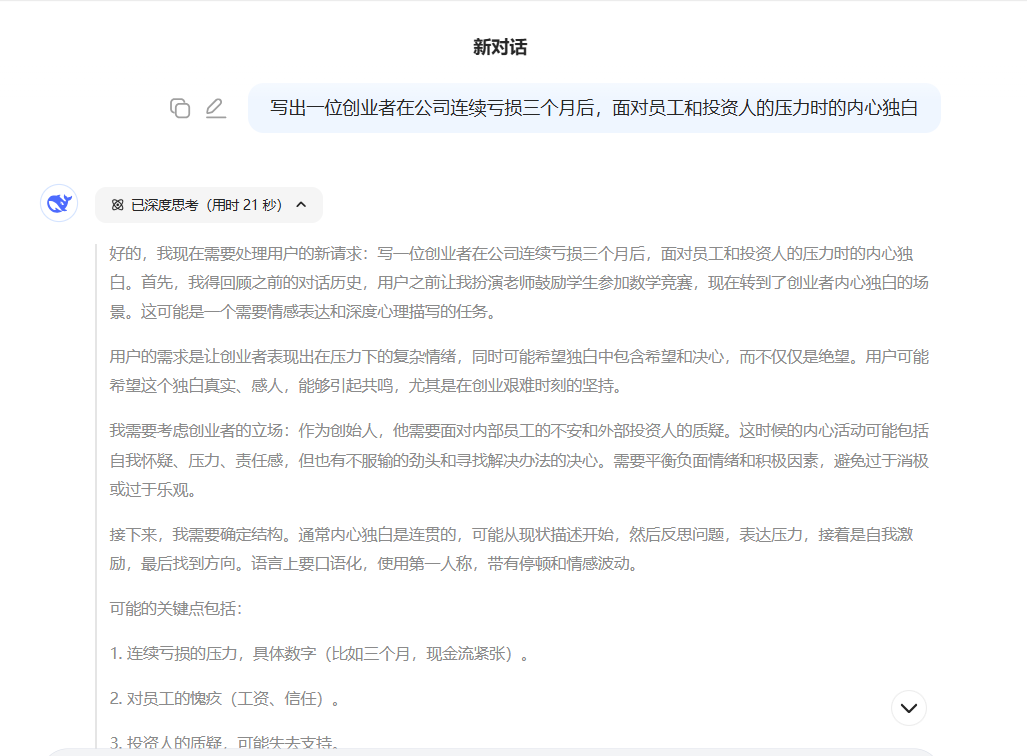 新对话
写出一位创业者在公司连续亏损三个月后，面对员工和投资人的压力时的内心独白
已深度思考（用时 21 秒）
好的，我现在需要处理用户的新请求：写一位创业者在公司连续亏损三个月后，面对员工和投资人的压力时的内心独
白。首先，我得回顾之前的对话历史，用户之前让我扮演老师鼓励学生参加数学竞赛，现在转到了创业者内心独白的场
景。这可能是一个需要情感表达和深度心理描写的任务。
用户的需求是让创业者表现出在压力下的复杂情绪，同时可能希望独白中包含希望和决心，而不仅仅是绝望。用户可能
希望这个独白真实、感人，能够引起共鸣，尤其是在创业艰难时刻的坚持。
我需要考虑创业者的立场：作为创始人，他需要面对内部员工的不安和外部投资人的质疑。这时候的内心活动可能包括
自我怀疑、压力、责任感，但也有不服输的劲头和寻找解决办法的决心。需要平衡负面情绪和积极因素，避免过于消极
或过于乐观。
接下来，我需要确定结构。通常内心独白是连贯的，可能从现状描述开始，然后反思问题，表达压力，接着是自我激
励，最后找到方向。语言上要口语化，使用第一人称，带有停顿和情感波动。
可能的关键点包括：
1. 连续亏损的压力，具体数字（比如三个月，现金流紧张）。
2. 对员工的愧疚（工资、信任）。
3. 投资人的质疑，可能失去支持。